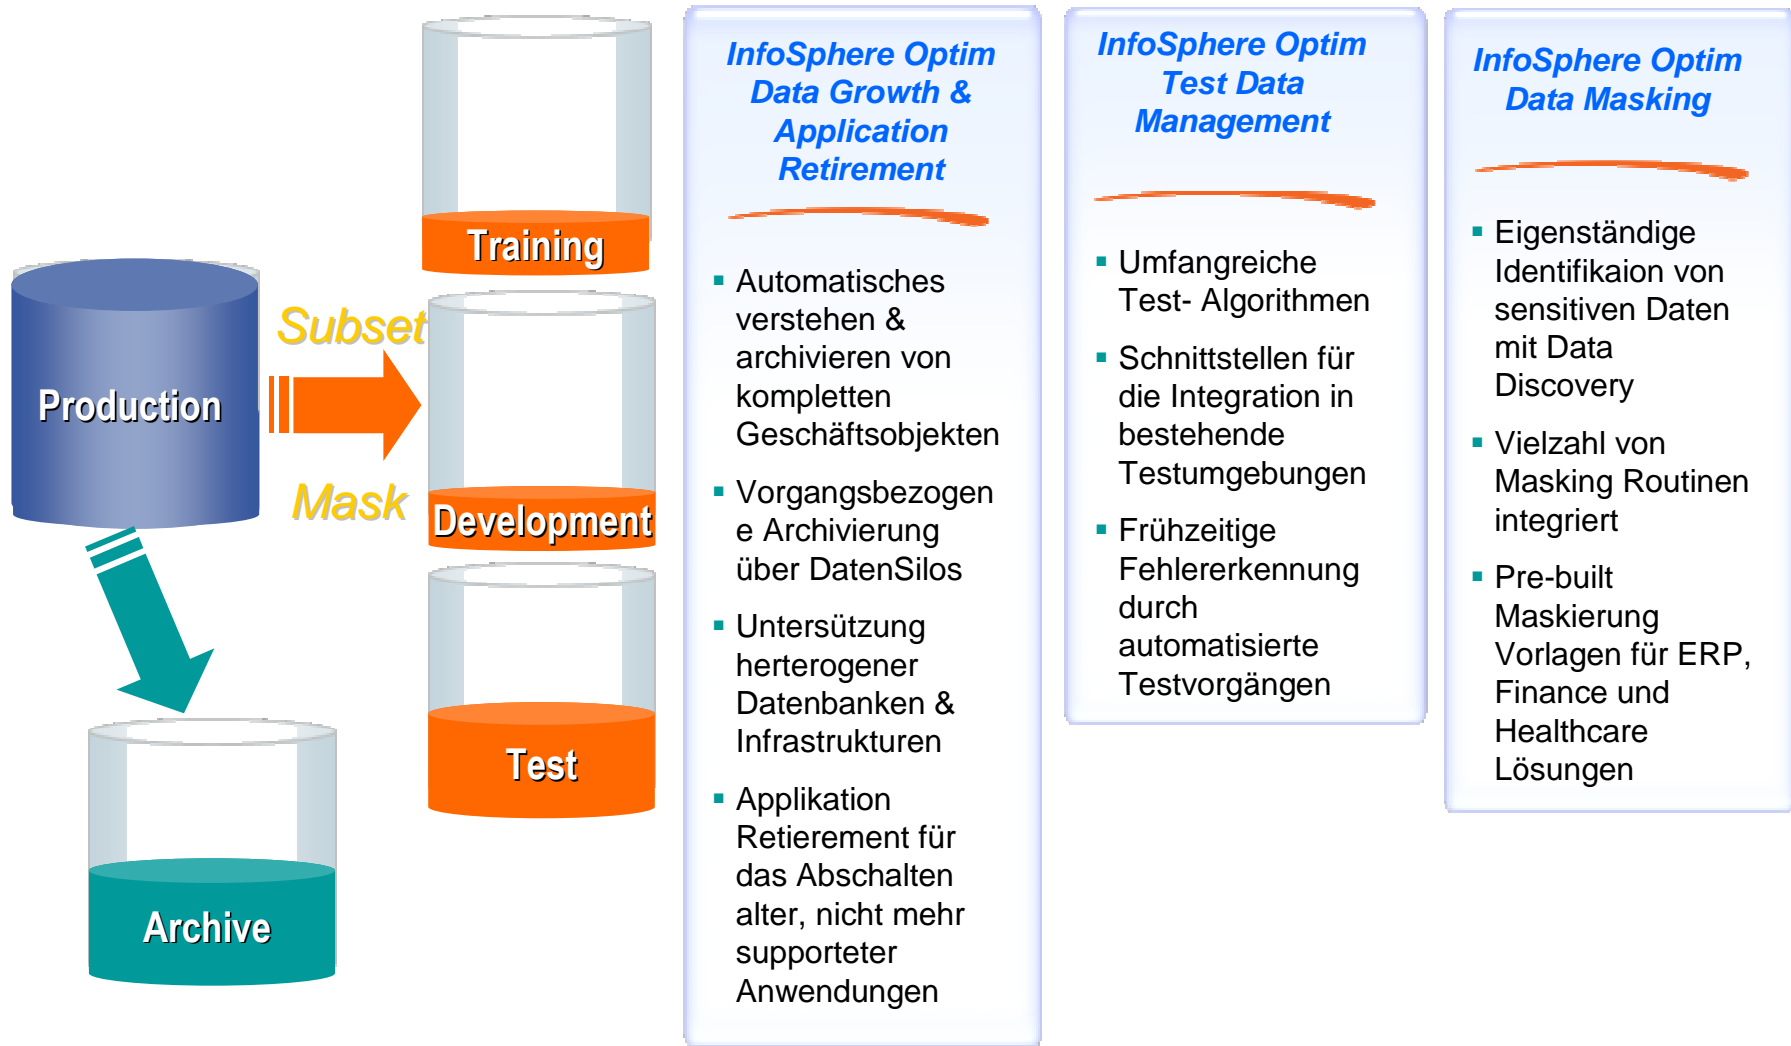 Production
Subset
Mask
Training
Development
Test
Archive
InfoSphere Optim
Data Growth &
Application
Retirement
Automatisches
verstehen &
archivieren von
kompletten
Geschäftsobjekten
Vorgangsbezogen
e Archivierung
über DatenSilos
Untersützung
herterogener
Datenbanken &
Infrastrukturen
Applikation
Retierement für
das Abschalten
alter, nicht mehr
supporteter
Anwendungen
InfoSphere Optim
Test Data
Management
Umfangreiche
Test- Algorithmen
Schnittstellen für
die Integration in
bestehende
Testumgebungen
Frühzeitige
Fehlererkennung
durch
automatisierte
Testvorgängen
InfoSphere Optim
Data Masking
Eigenständige
Identifikaion von
sensitiven Daten
mit Data
Discovery
Vielzahl von
Masking Routinen
integriert
Pre-built
Maskierung
Vorlagen für ERP,
Finance und
Healthcare
Lösungen